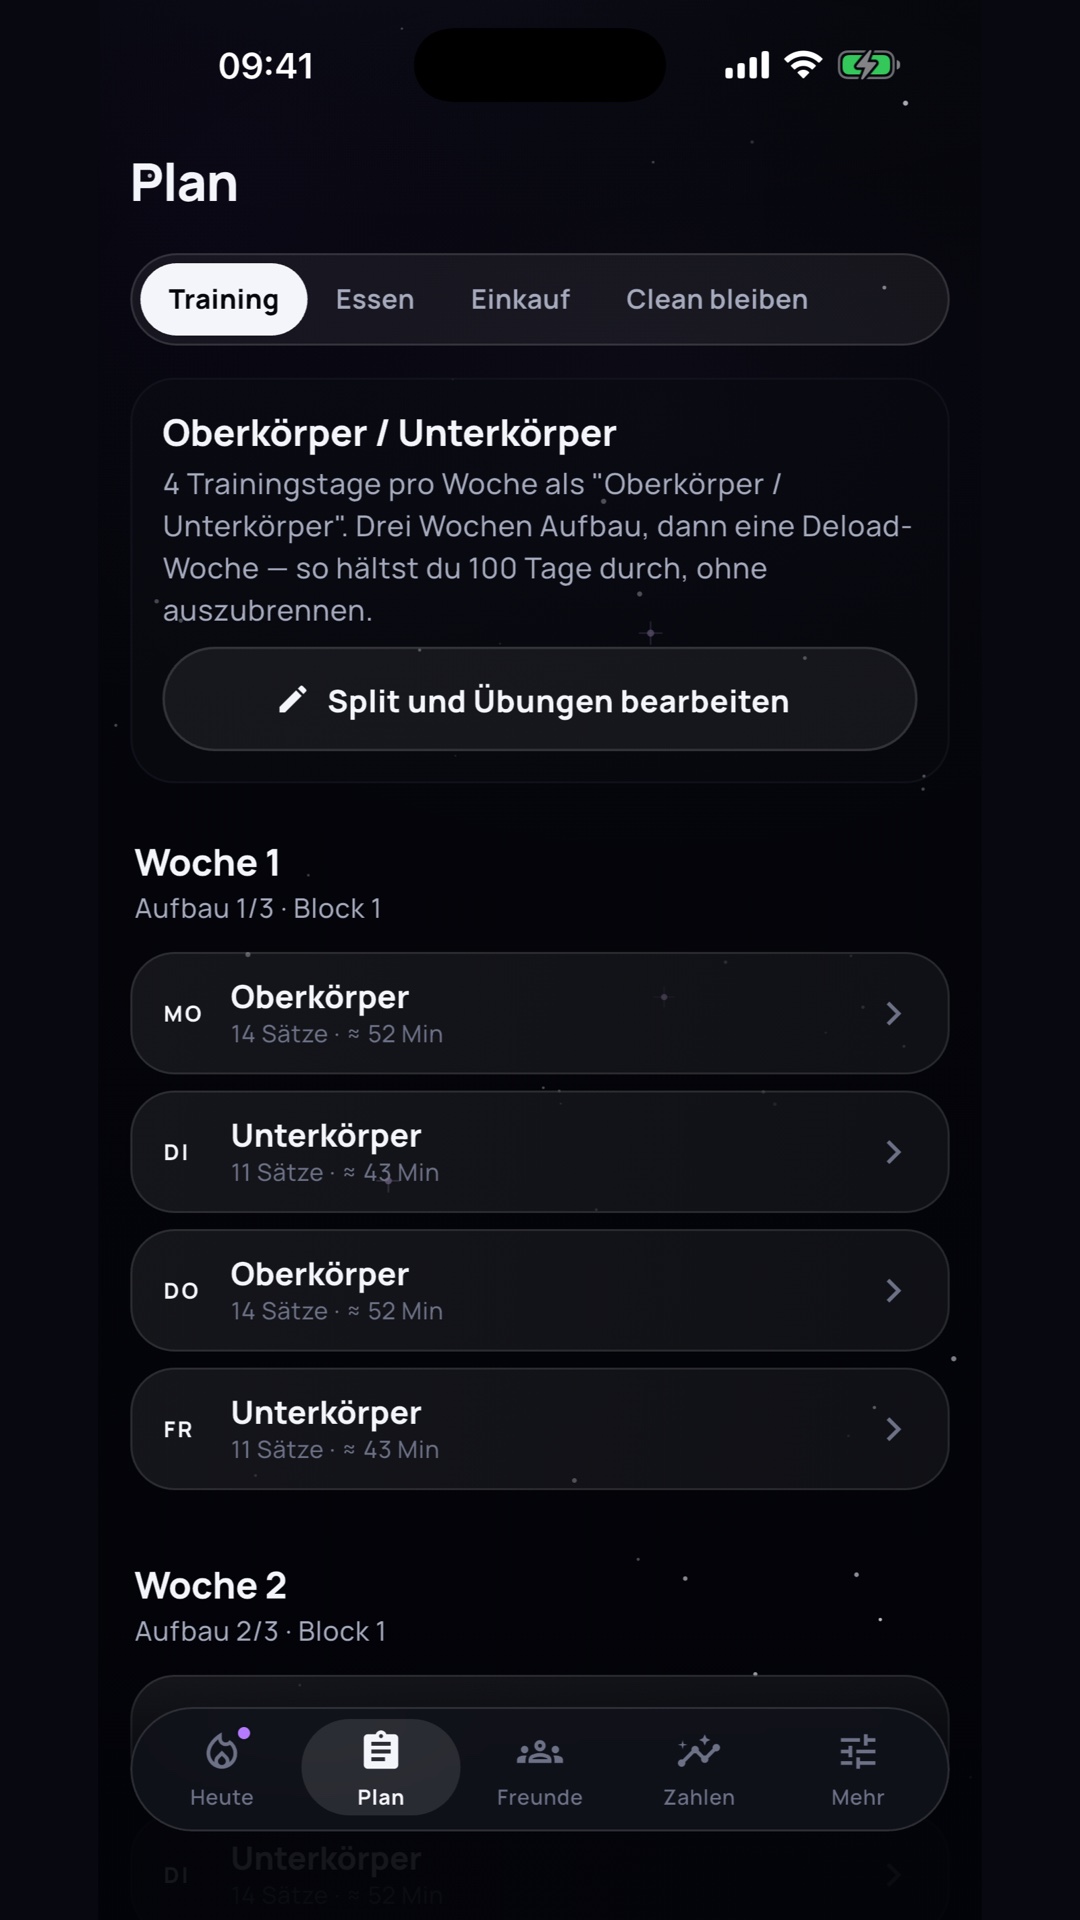 09:41
Plan
Training Essen Einkauf Clean bleiben
Oberkörper / Unterkörper
4 Trainingstage pro Woche als "Oberkörper /
Unterkörper". Drei Wochen Aufbau, dann eine Deload-
Woche — so hältst du 100 Tage durch, ohne
auszubrennen.
Split und Übungen bearbeiten
Woche 1
Aufbau 1/3 · Block 1
MO Oberkörper
14 Sätze · ≈ 52 Min
DI Unterkörper
11 Sätze · ≈ 43 Min
DO Oberkörper
14 Sätze · ≈ 52 Min
FR Unterkörper
11 Sätze · ≈ 43 Min
Woche 2
Aufbau 2/3 · Block 1
Heute Plan Freunde Zahlen Mehr
DI Unterkörper
14 Sätze · ≈ 52 Min